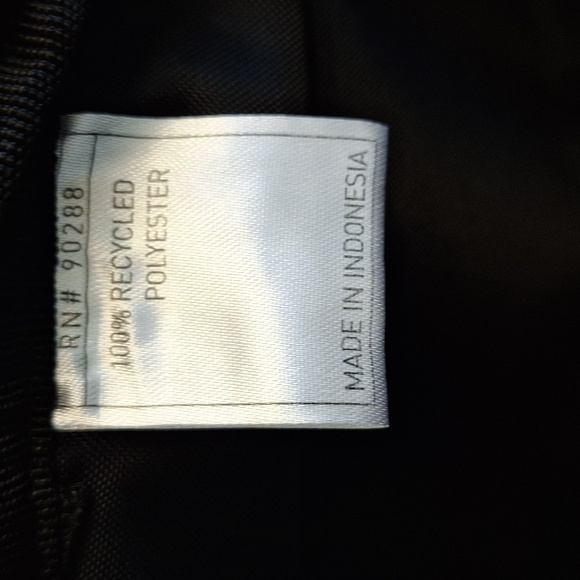 RN# 90288
100% RECYCLED
POLYESTER
MADE IN INDONESIA